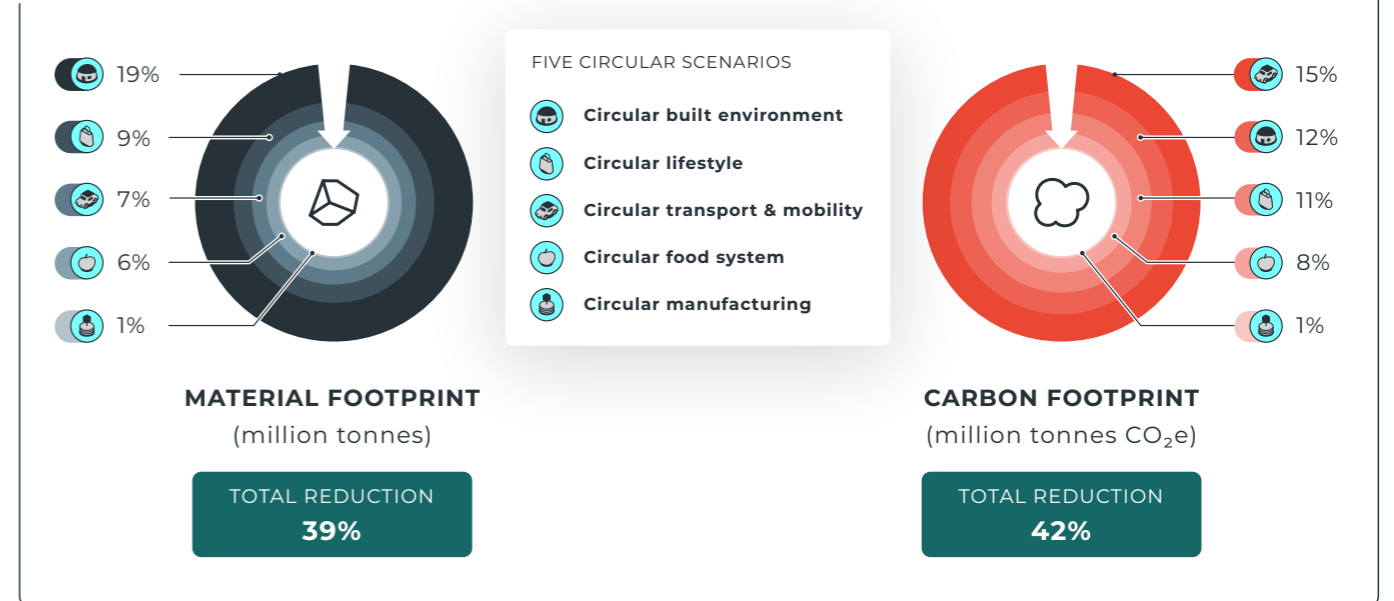 19%
9%
7%
6%
1%
FIVE CIRCULAR SCENARIOS
Circular built environment
Circular lifestyle
Circular transport & mobility
Circular food system
Circular manufacturing
15%
12%
11%
8%
1%
MATERIAL FOOTPRINT
(million tonnes)
TOTAL REDUCTION
39%
CARBON FOOTPRINT
(million tonnes CO₂e)
TOTAL REDUCTION
42%